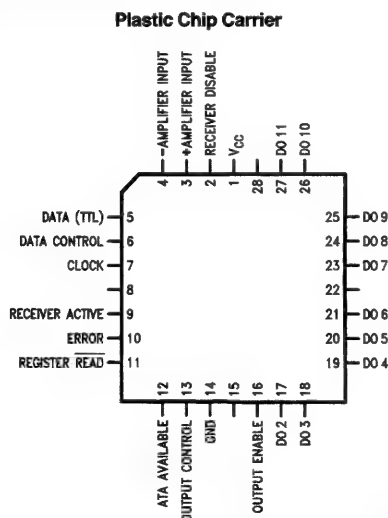 Plastic Chip Carrier
-AMPLIFIER INPUT
+AMPLIFIER INPUT
RECEIVER DISABLE
VCC
DO 11
DO 10
4
3
2
1
28
27
26
DATA (TTL) 5
DATA CONTROL 6
CLOCK 7
8
RECEIVER ACTIVE 9
ERROR 10
REGISTER READ 11
25 DO 9
24 DO 8
23 DO 7
22
21 DO 6
20 DO 5
19 DO 4
12
13
14
15
16
17
18
ATA AVAILABLE
OUTPUT CONTROL
GND
OUTPUT ENABLE
DO 2
DO 3